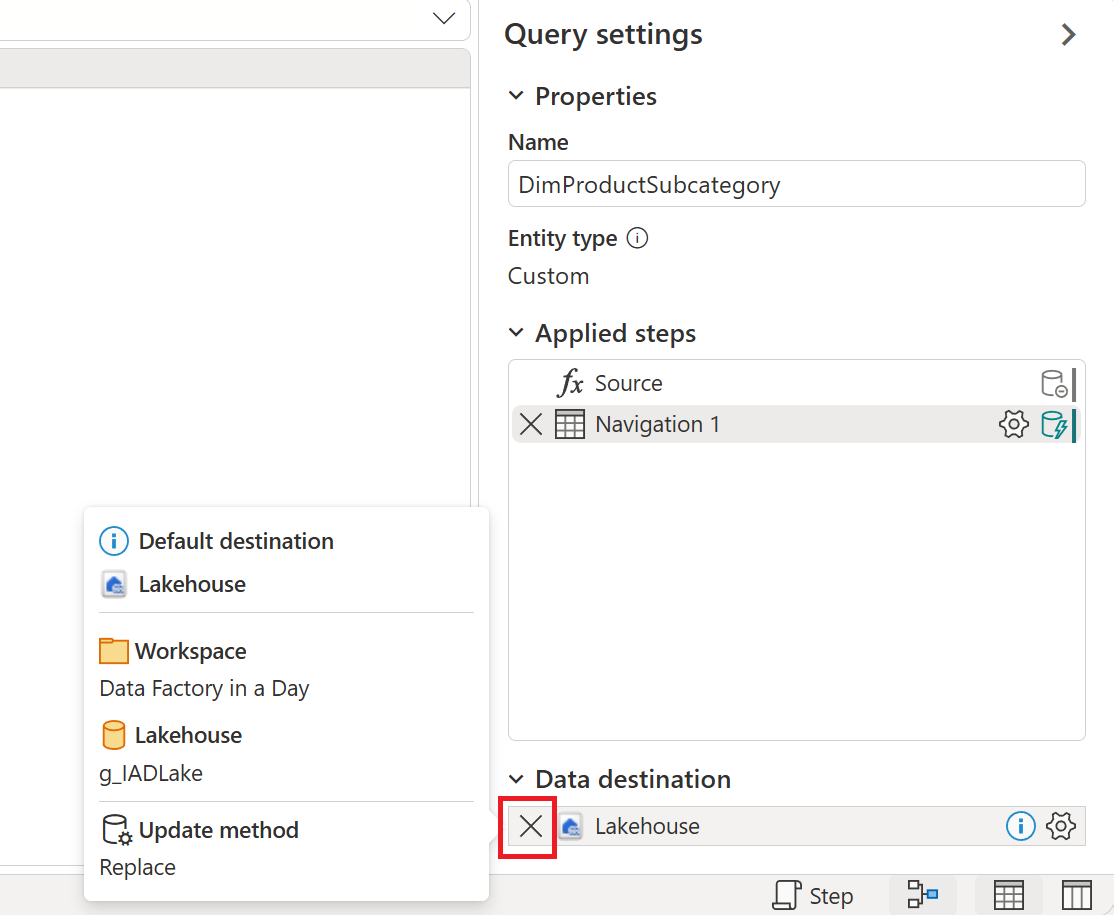 Query settings
Properties
Name
DimProductSubcategory
Entity type
Custom
Applied steps
fx Source
Navigation 1
Default destination
Lakehouse
Workspace
Data Factory in a Day
Lakehouse
g_IADLake
Update method
Replace
Data destination
Lakehouse
Step